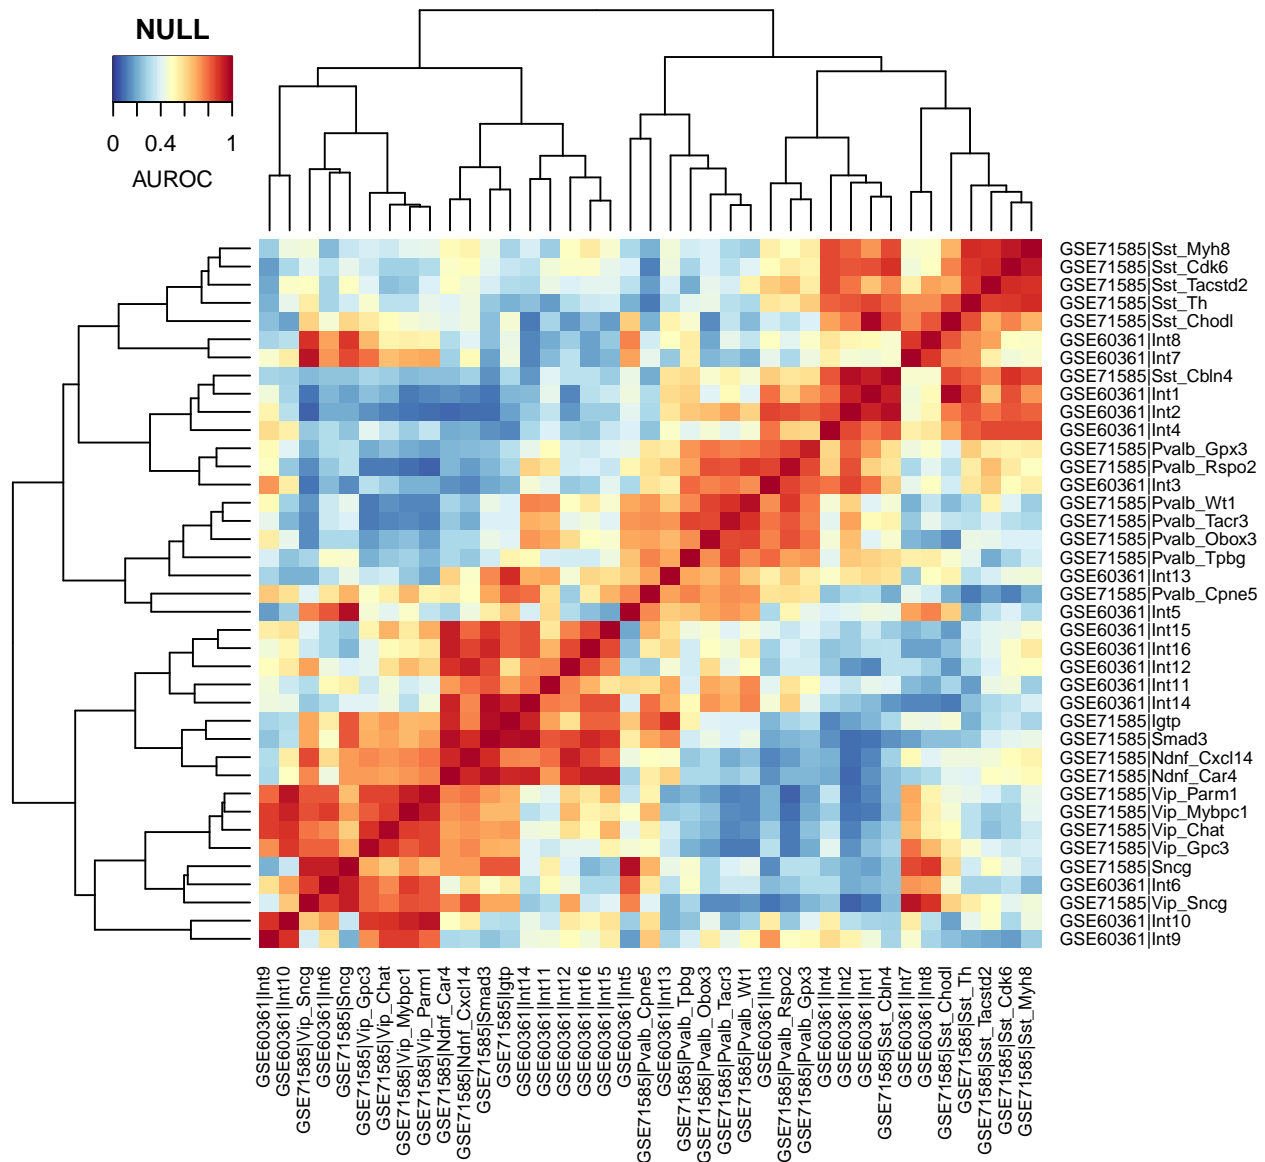 NULL
0 0.4 1
AUROC
GSE71585|Sst_Myh8
GSE71585|Sst_Cdk6
GSE71585|Sst_Tacstd2
GSE71585|Sst_Th
GSE71585|Sst_Chodl
GSE60361|Int8
GSE60361|Int7
GSE71585|Sst_Cbln4
GSE60361|Int1
GSE60361|Int2
GSE60361|Int4
GSE71585|Pvalb_Gpx3
GSE71585|Pvalb_Rspo2
GSE60361|Int3
GSE71585|Pvalb_Wt1
GSE71585|Pvalb_Tacr3
GSE71585|Pvalb_Obox3
GSE71585|Pvalb_Tpbg
GSE60361|Int13
GSE71585|Pvalb_Cpne5
GSE60361|Int5
GSE60361|Int15
GSE60361|Int16
GSE60361|Int12
GSE60361|Int11
GSE60361|Int14
GSE71585|Igtp
GSE71585|Smad3
GSE71585|Ndnf_Cxcl14
GSE71585|Ndnf_Car4
GSE71585|Vip_Parm1
GSE71585|Vip_Mybpc1
GSE71585|Vip_Chat
GSE71585|Vip_Gpc3
GSE71585|Sncg
GSE60361|Int6
GSE71585|Vip_Sncg
GSE60361|Int10
GSE60361|Int9
GSE60361|Int9
GSE60361|Int10
GSE71585|Vip_Sncg
GSE60361|Int6
GSE71585|Sncg
GSE71585|Vip_Gpc3
GSE71585|Vip_Chat
GSE71585|Vip_Mybpc1
GSE71585|Vip_Parm1
GSE71585|Ndnf_Car4
GSE71585|Ndnf_Cxcl14
GSE71585|Smad3
GSE71585|Igtp
GSE60361|Int14
GSE60361|Int11
GSE60361|Int12
GSE60361|Int16
GSE60361|Int15
GSE60361|Int5
GSE71585|Pvalb_Cpne5
GSE60361|Int13
GSE71585|Pvalb_Tpbg
GSE71585|Pvalb_Obox3
GSE71585|Pvalb_Tacr3
GSE71585|Pvalb_Wt1
GSE60361|Int3
GSE71585|Pvalb_Rspo2
GSE71585|Pvalb_Gpx3
GSE60361|Int4
GSE60361|Int2
GSE60361|Int1
GSE71585|Sst_Cbln4
GSE60361|Int7
GSE60361|Int8
GSE71585|Sst_Chodl
GSE71585|Sst_Th
GSE71585|Sst_Tacstd2
GSE71585|Sst_Cdk6
GSE71585|Sst_Myh8